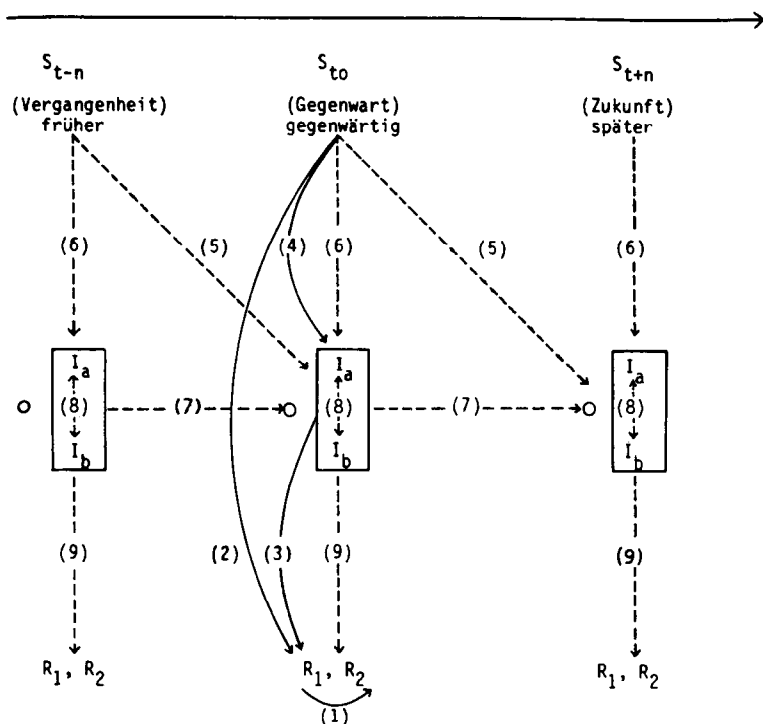 S_t-n S_to S_t+n
(Vergangenheit) (Gegenwart) (Zukunft)
früher gegenwärtig später
(6) (5) (4) (6) (5) (6)
I_a I_a I_a
(8) (7) (8) (7) (8)
I_b I_b I_b
(9) (2) (3) (9) (9)
R_1, R_2 R_1, R_2 R_1, R_2
(1)